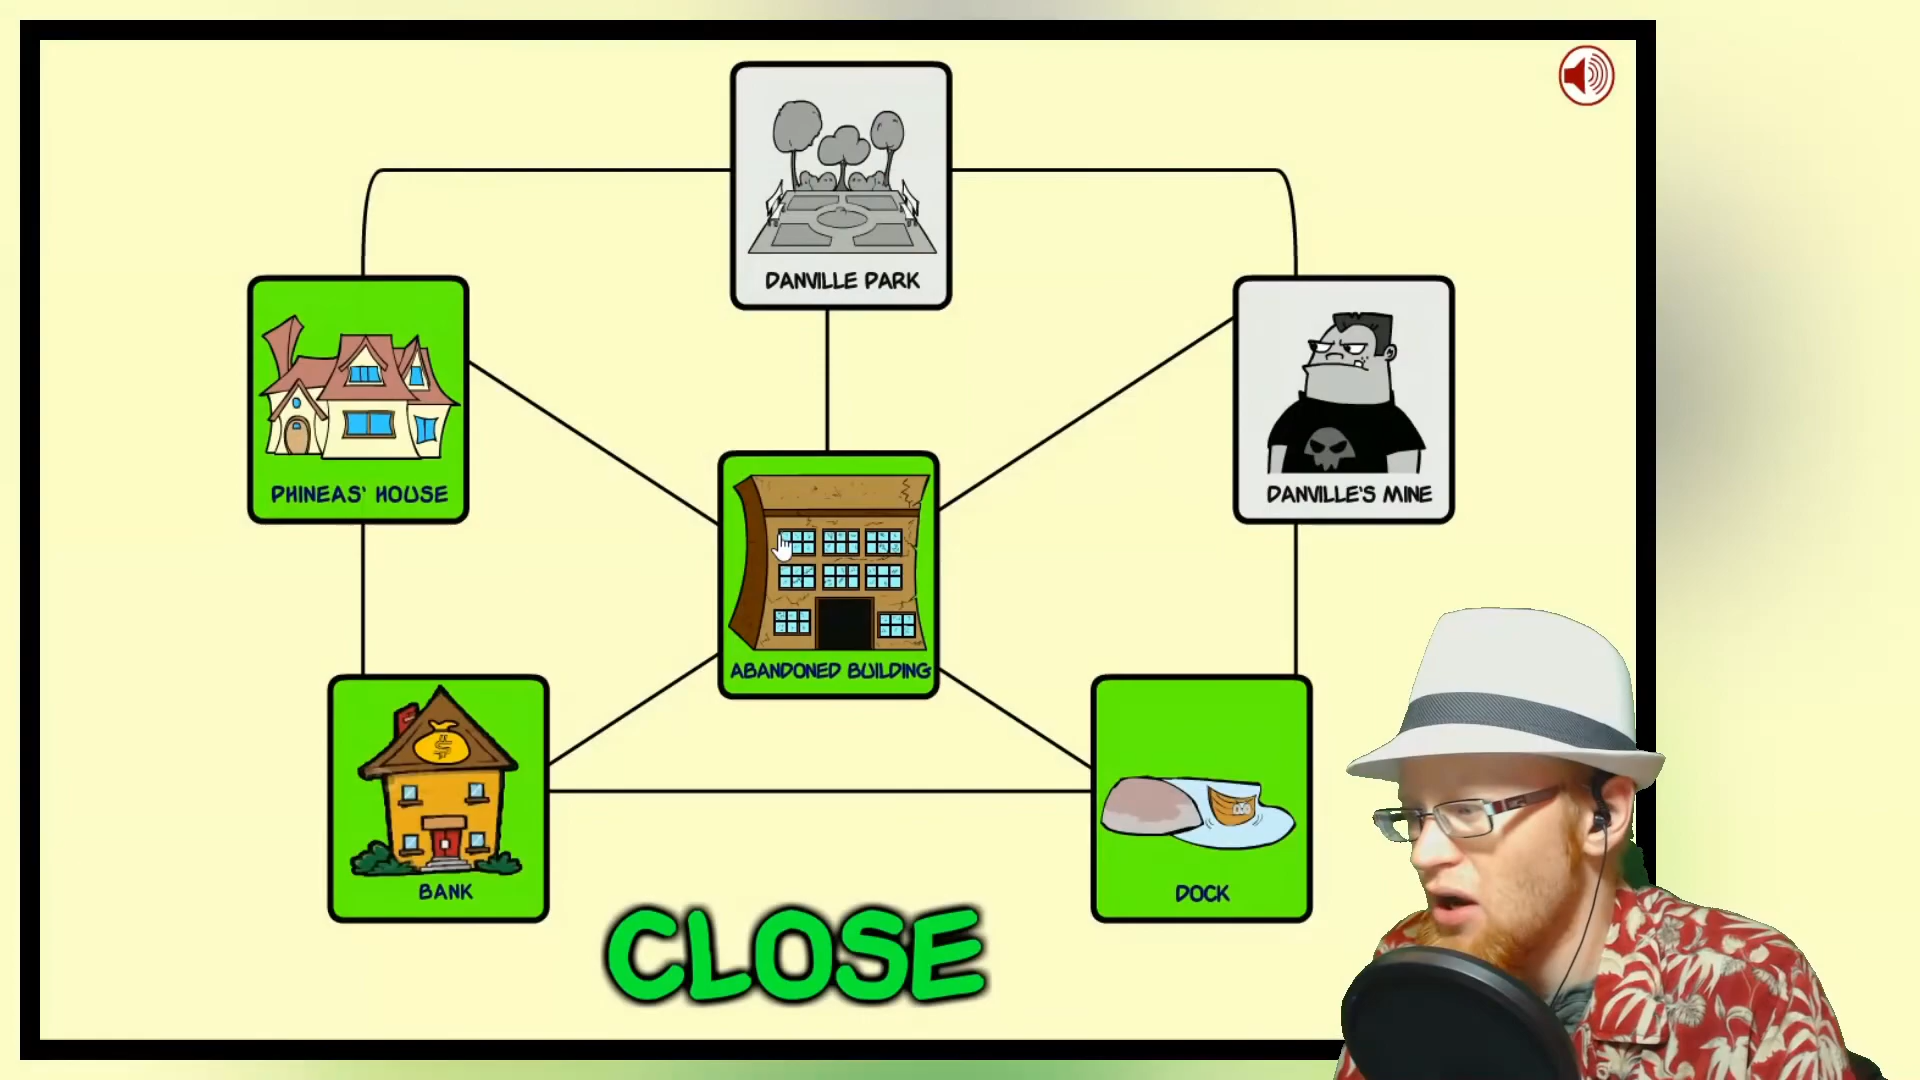 DANVILLE PARK
PHINEAS' HOUSE
DANVILLE'S MINE
ABANDONED BUILDING
BANK
DOCK
CLOSE